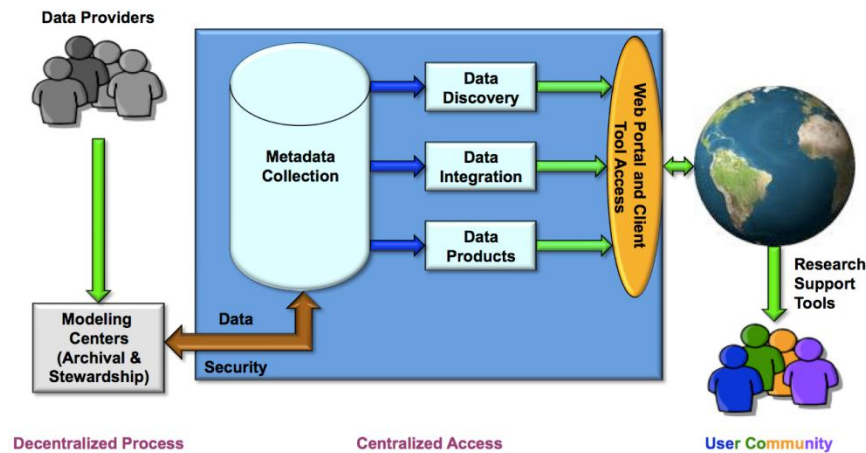 Data Providers
Metadata
Collection
Data
Discovery
Data
Integration
Data
Products
Web Portal and Client
Tool Access
Research
Support
Tools
Modeling
Centers
(Archival &
Stewardship)
Data
Security
Decentralized Process
Centralized Access
User Community